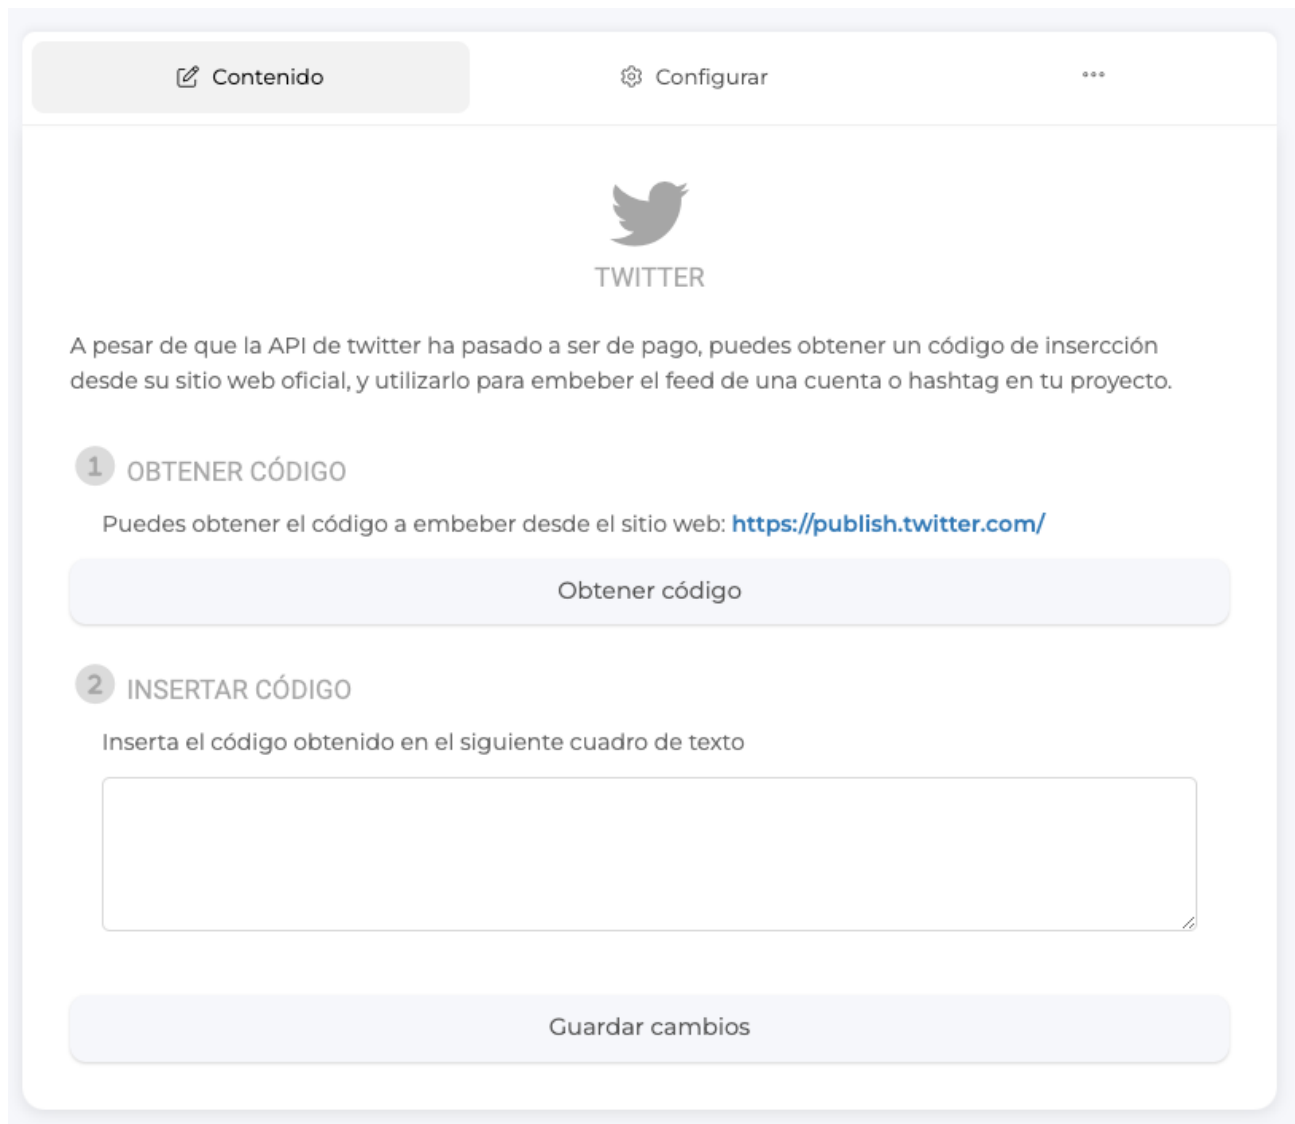 Contenido
Configurar
TWITTER
A pesar de que la API de twitter ha pasado a ser de pago, puedes obtener un código de insercción
desde su sitio web oficial, y utilizarlo para embeber el feed de una cuenta o hashtag en tu proyecto.
1 OBTENER CÓDIGO
Puedes obtener el código a embeber desde el sitio web: https://publish.twitter.com/
Obtener código
2 INSERTAR CÓDIGO
Inserta el código obtenido en el siguiente cuadro de texto
Guardar cambios